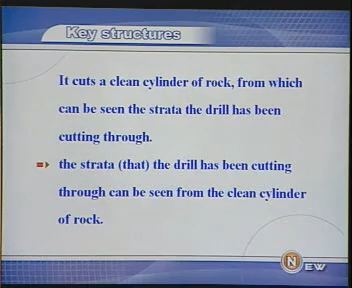 Key structures
It cuts a clean cylinder of rock, from which
can be seen the strata the drill has been
cutting through.
the strata (that) the drill has been cutting
through can be seen from the clean cylinder
of rock.
NEW